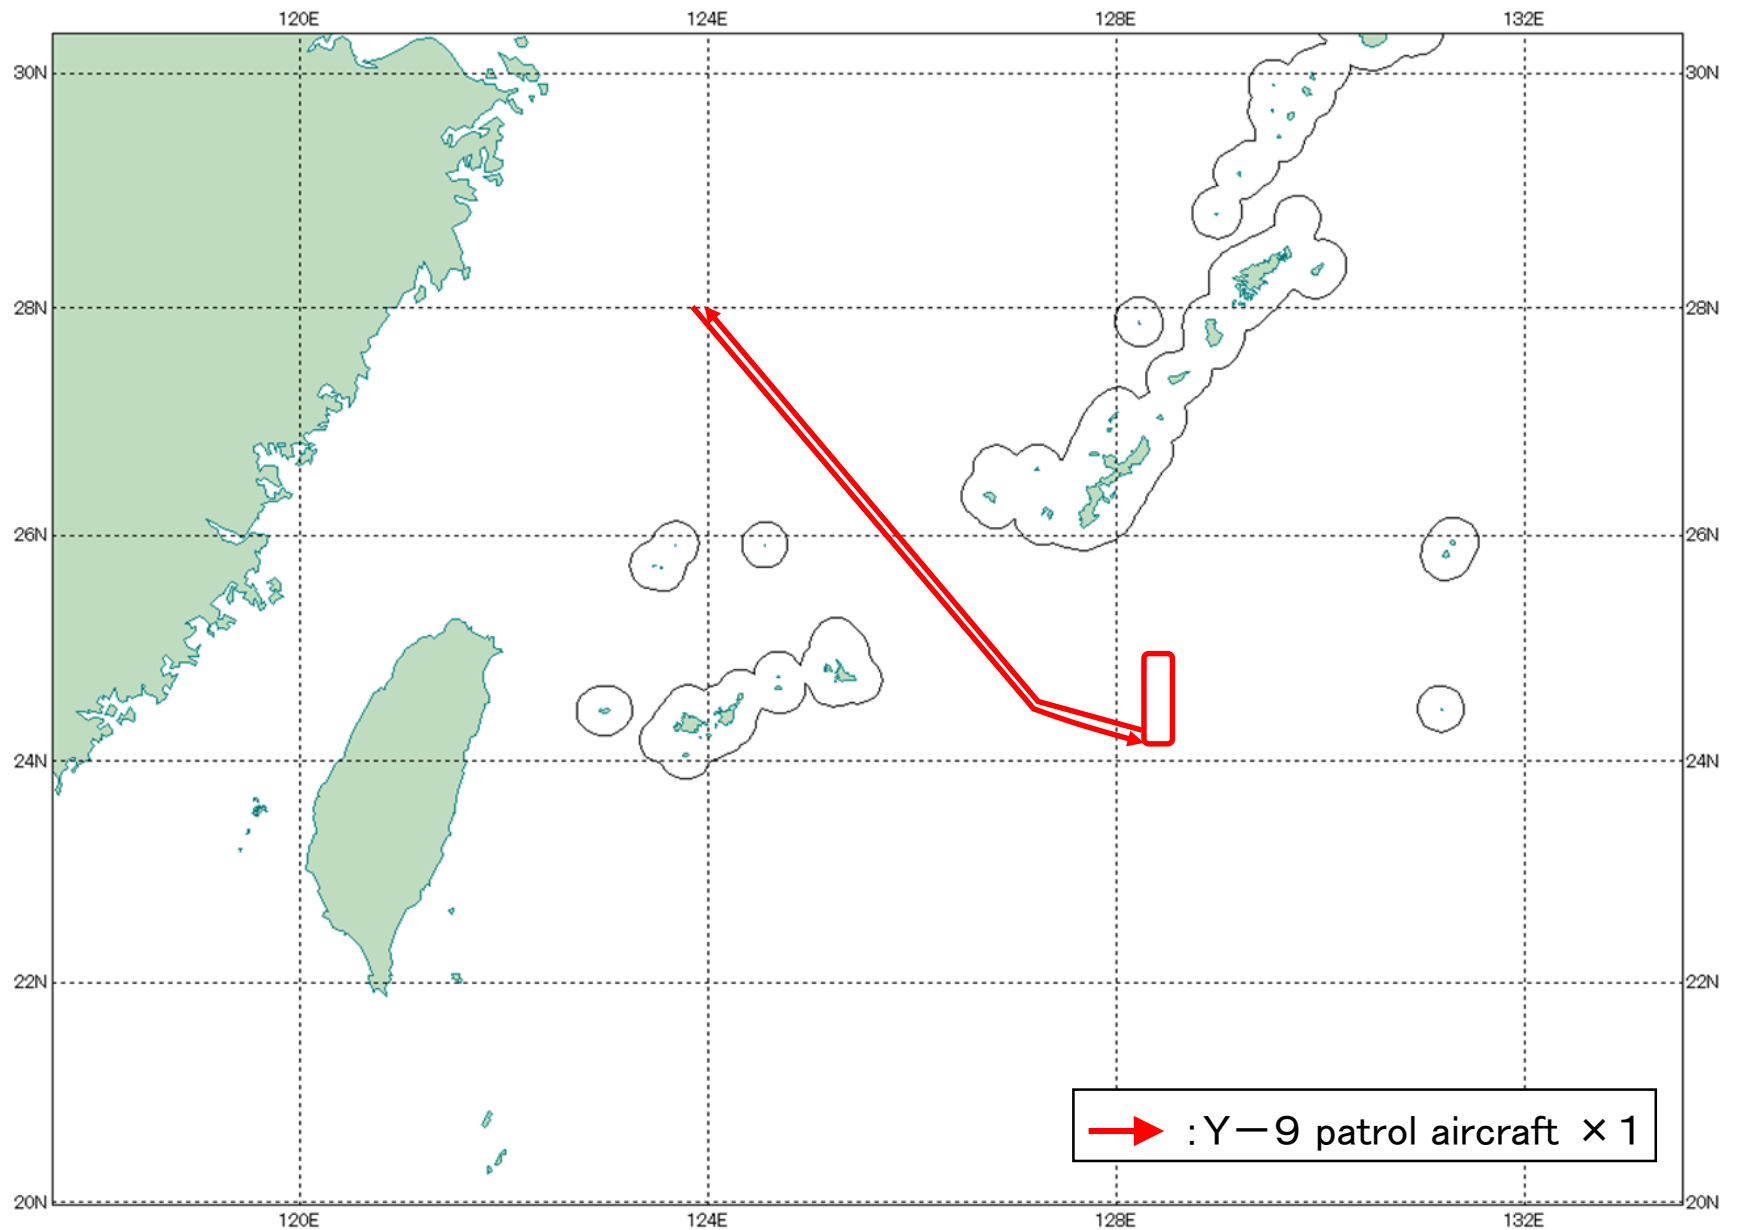 120E 124E 128E 132E
30N 30N
28N 28N
26N 26N
24N 24N
22N 22N
:Y－9 patrol aircraft ×1
20N 20N
120E 124E 128E 132E